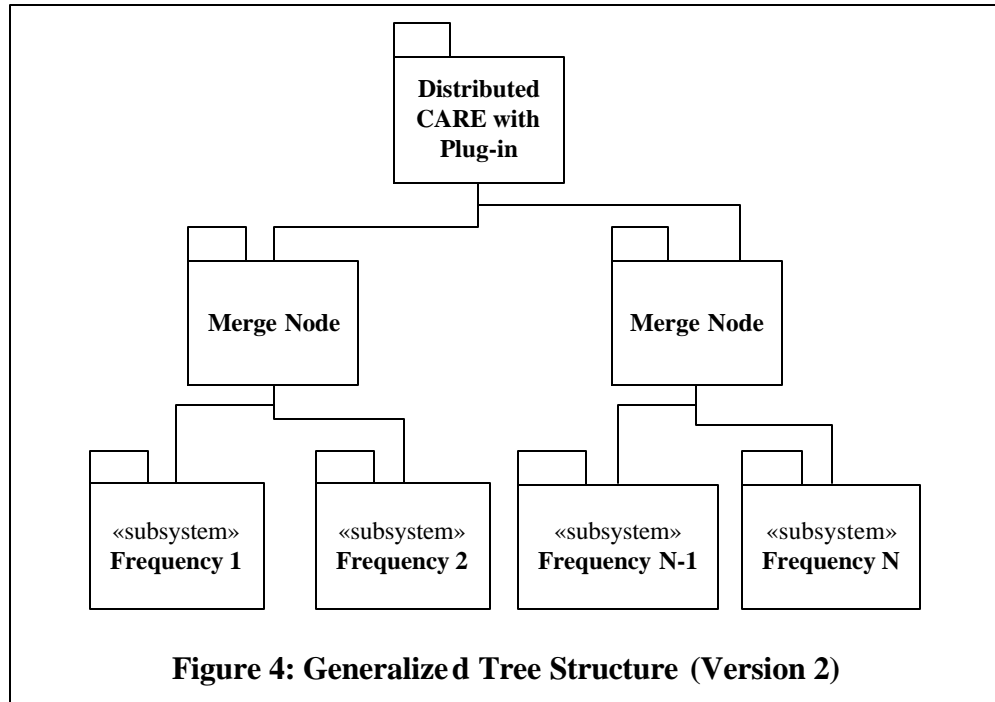 Distributed
CARE with
Plug-in
Merge Node
Merge Node
«subsystem»
Frequency 1
«subsystem»
Frequency 2
«subsystem»
Frequency N-1
«subsystem»
Frequency N
Figure 4: Generalized Tree Structure (Version 2)